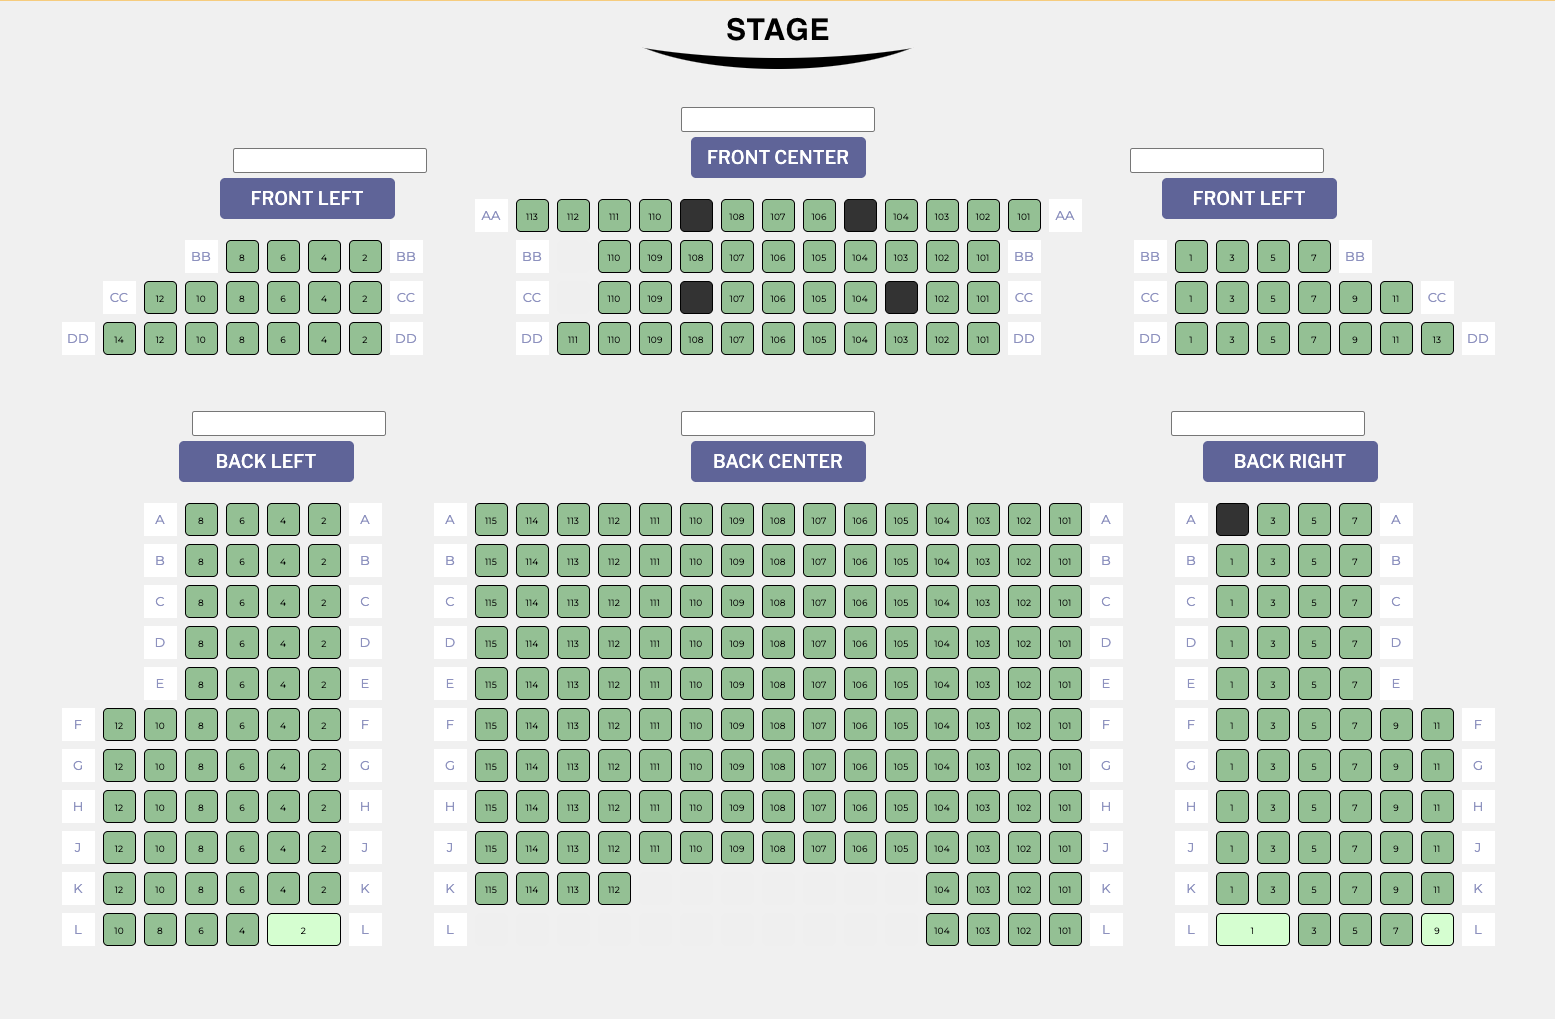 STAGE
FRONT CENTER
FRONT LEFT
FRONT LEFT
AA 113 112 111 110 108 107 106 104 103 102 101 AA
BB 8 6 4 2 BB BB 110 109 108 107 106 105 104 103 102 101 BB BB 1 3 5 7 BB
CC 12 10 8 6 4 2 CC CC 110 109 107 106 105 104 102 101 CC CC 1 3 5 7 9 11 CC
DD 14 12 10 8 6 4 2 DD DD 111 110 109 108 107 106 105 104 103 102 101 DD DD 1 3 5 7 9 11 13 DD
BACK LEFT BACK CENTER BACK RIGHT
A 8 6 4 2 A A 115 114 113 112 111 110 109 108 107 106 105 104 103 102 101 A A 3 5 7 A
B 8 6 4 2 B B 115 114 113 112 111 110 109 108 107 106 105 104 103 102 101 B B 1 3 5 7 B
C 8 6 4 2 C C 115 114 113 112 111 110 109 108 107 106 105 104 103 102 101 C C 1 3 5 7 C
D 8 6 4 2 D D 115 114 113 112 111 110 109 108 107 106 105 104 103 102 101 D D 1 3 5 7 D
E 8 6 4 2 E E 115 114 113 112 111 110 109 108 107 106 105 104 103 102 101 E E 1 3 5 7 E
F 12 10 8 6 4 2 F F 115 114 113 112 111 110 109 108 107 106 105 104 103 102 101 F F 1 3 5 7 9 11 F
G 12 10 8 6 4 2 G G 115 114 113 112 111 110 109 108 107 106 105 104 103 102 101 G G 1 3 5 7 9 11 G
H 12 10 8 6 4 2 H H 115 114 113 112 111 110 109 108 107 106 105 104 103 102 101 H H 1 3 5 7 9 11 H
J 12 10 8 6 4 2 J J 115 114 113 112 111 110 109 108 107 106 105 104 103 102 101 J J 1 3 5 7 9 11 J
K 12 10 8 6 4 2 K K 115 114 113 112 104 103 102 101 K K 1 3 5 7 9 11 K
L 10 8 6 4 2 L L 104 103 102 101 L L 1 3 5 7 9 L